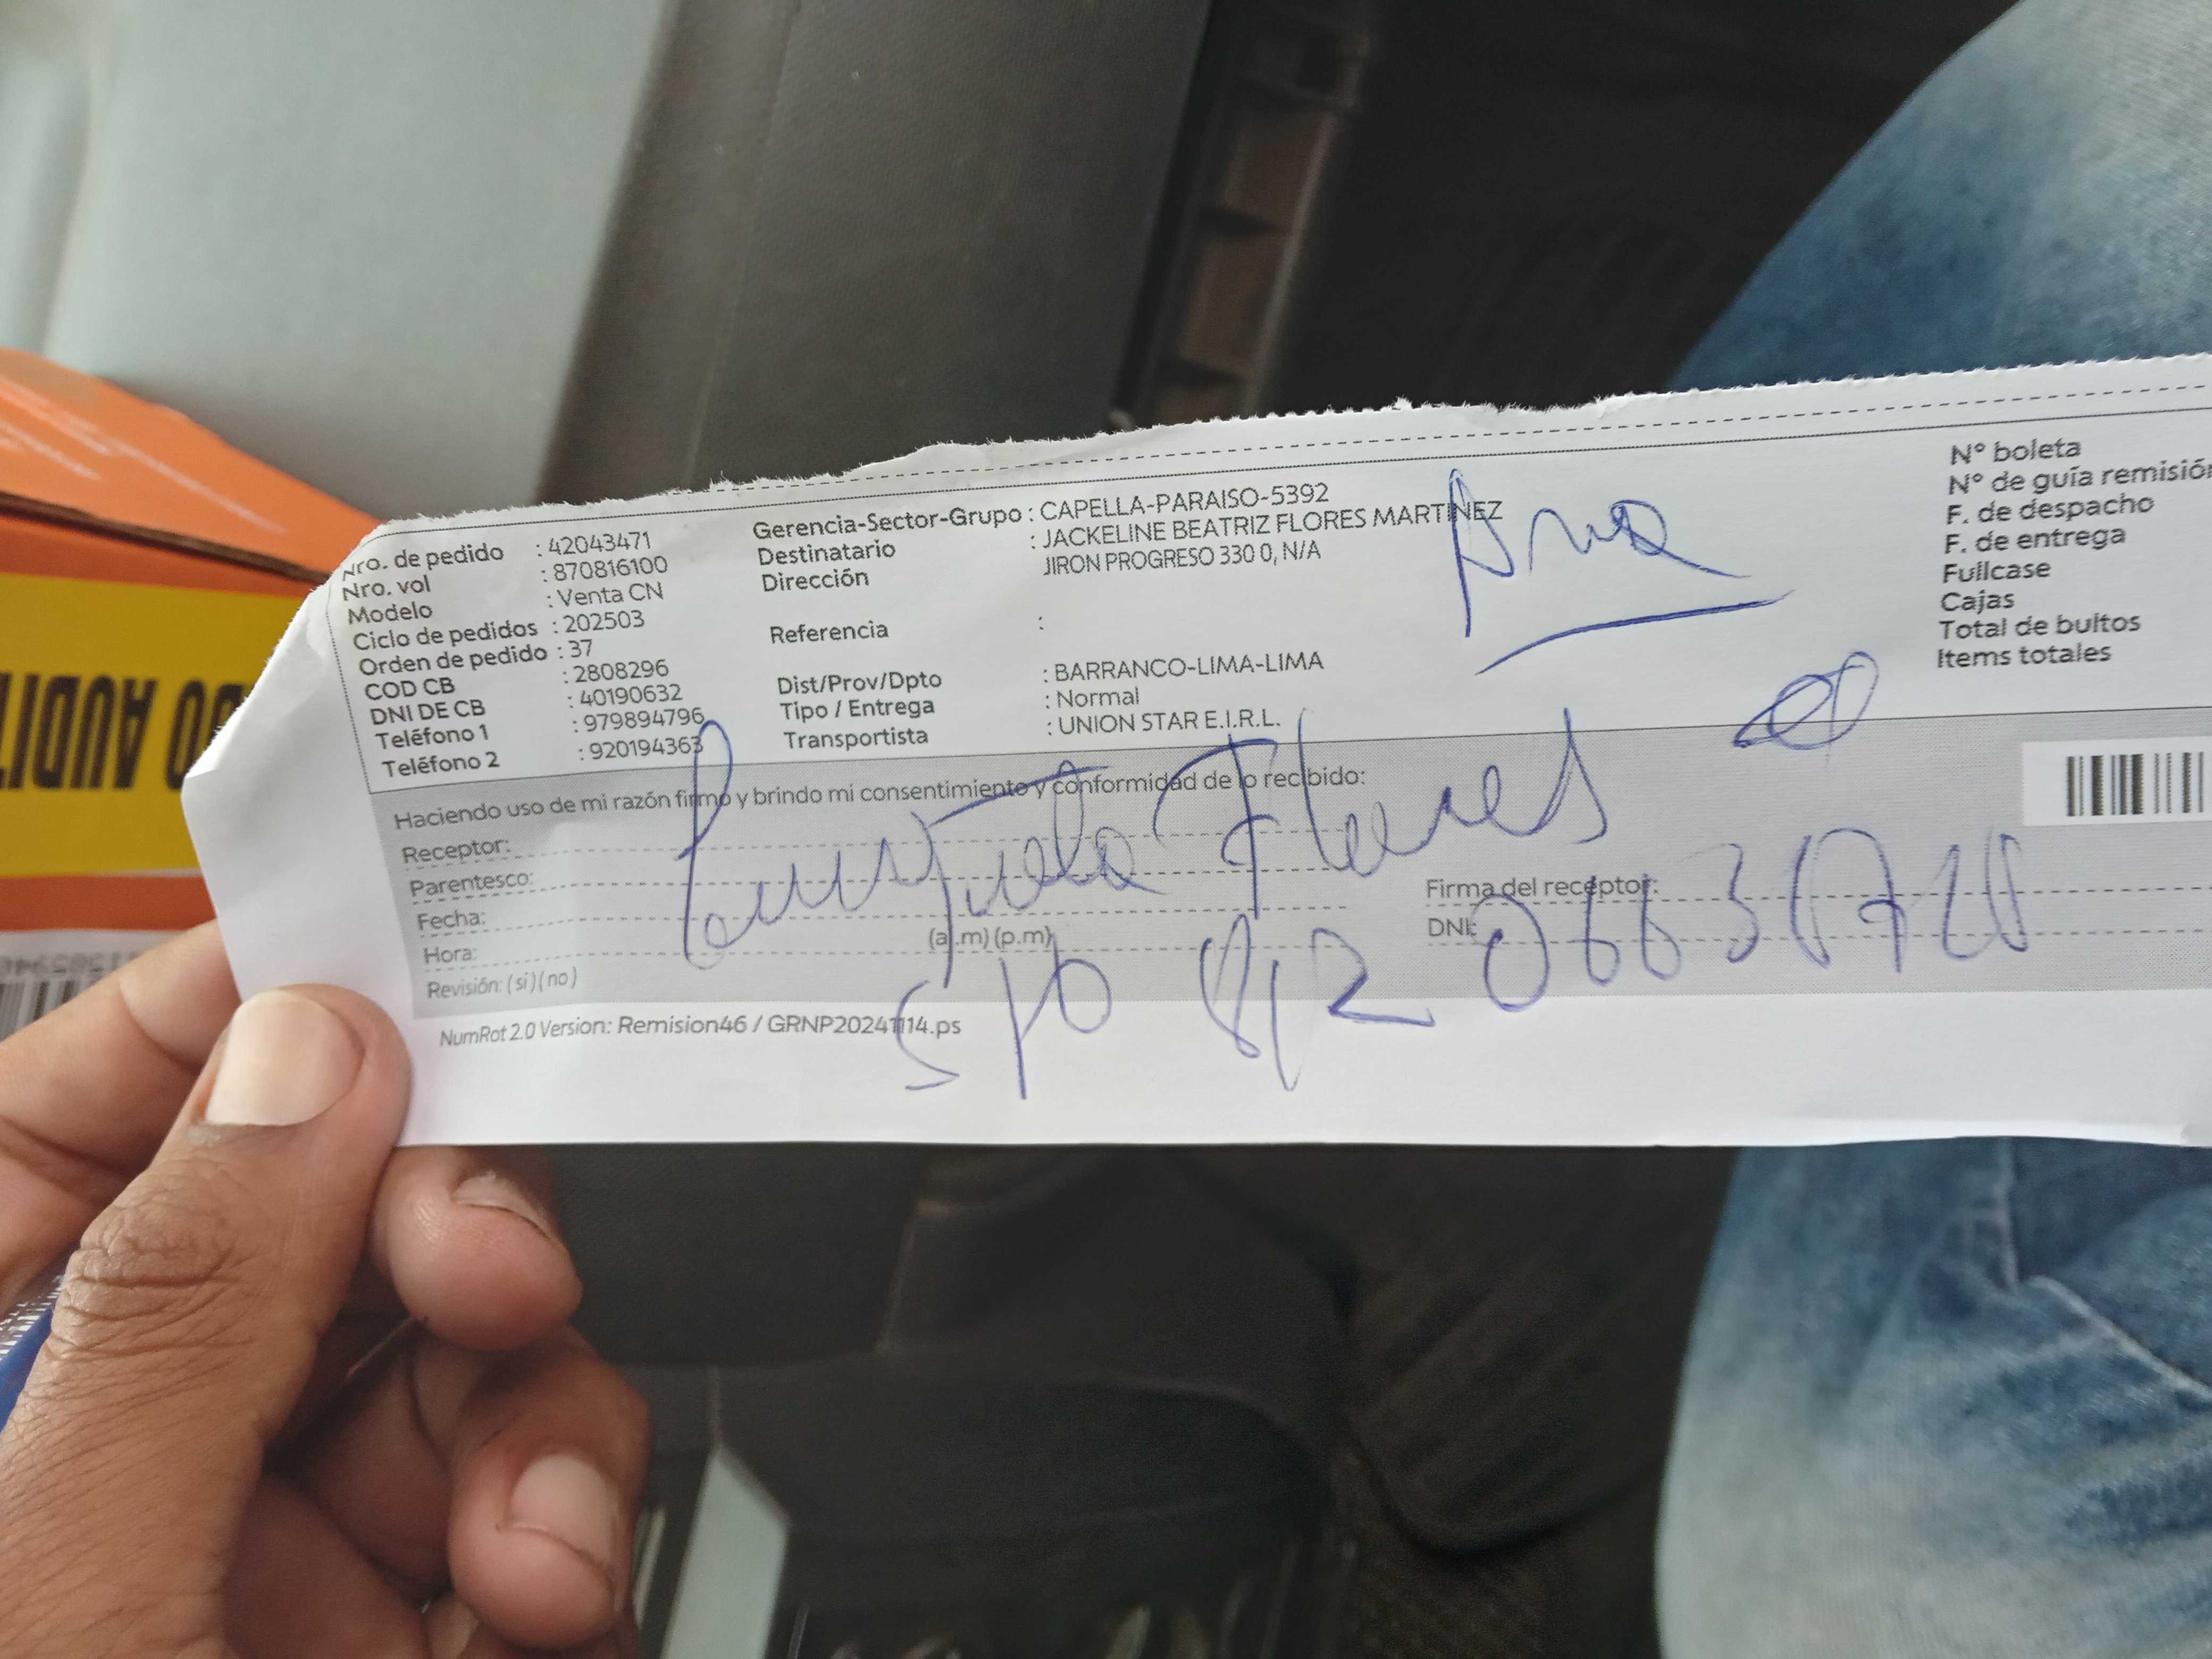 Nro. de pedido : 42043471
Nro. vol : 870816100
Modelo : Venta CN
Ciclo de pedidos : 202503
Orden de pedido : 37
COD CB : 2808296
DNI DE CB : 40190632
Teléfono 1 : 979894796
Teléfono 2 : 920194363
Gerencia-Sector-Grupo : CAPELLA-PARAISO-5392
Destinatario : JACKELINE BEATRIZ FLORES MARTINEZ
Dirección JIRON PROGRESO 330 0, N/A
Referencia :
Dist/Prov/Dpto : BARRANCO-LIMA-LIMA
Tipo / Entrega : Normal
Transportista : UNION STAR E.I.R.L.
Ana
N° boleta
N° de guía remisión
F. de despacho
F. de entrega
Fullcase
Cajas
Total de bultos
Items totales
Haciendo uso de mi razón firmo y brindo mi consentimiento y conformidad de lo recibido:
Receptor:
Parentesco:
Fecha:
Hora: (a.m) (p.m)
Revisión: (si) (no)
Flores
Firma del receptor:
DNI:
NumRot 2.0 Version: Remision46 / GRNP20241114.ps